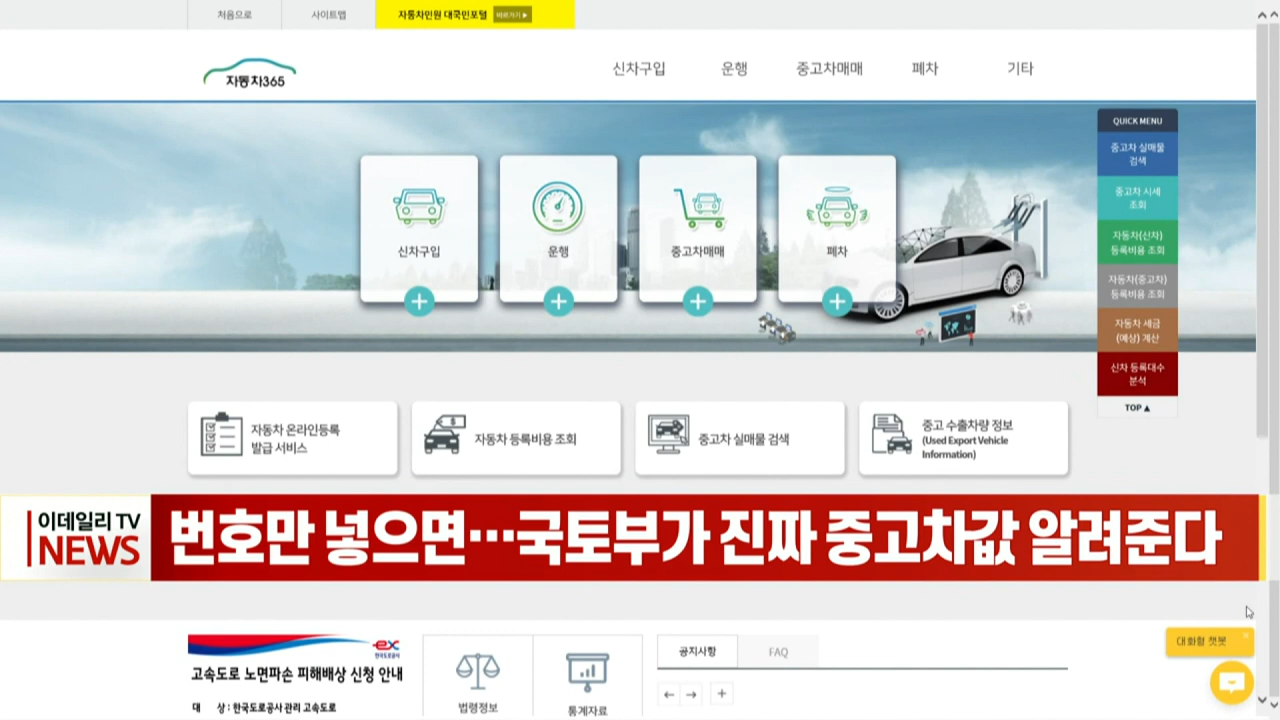 처음으로
사이트맵
자동차민원 대국민포털 바로가기 ▶
자동차365
신차구입
운행
중고차매매
폐차
기타
QUICK MENU
중고차 실매물
검색
중고차 시세
조회
자동차(신차)
등록비용 조회
자동차(중고차)
등록비용 조회
자동차 세금
(예상) 계산
신차 등록대수
분석
TOP ▲
신차구입
운행
중고차매매
폐차
자동차 온라인등록
발급 서비스
자동차 등록비용 조회
중고차 실매물 검색
중고 수출차량 정보
(Used Export Vehicle
Information)
이데일리 TV
NEWS
번호만 넣으면…국토부가 진짜 중고차값 알려준다
ex
한국도로공사
고속도로 노면파손 피해배상 신청 안내
대 상 : 한국도로공사 관리 고속도로
법령정보
통계자료
공지사항
FAQ
대화형 챗봇